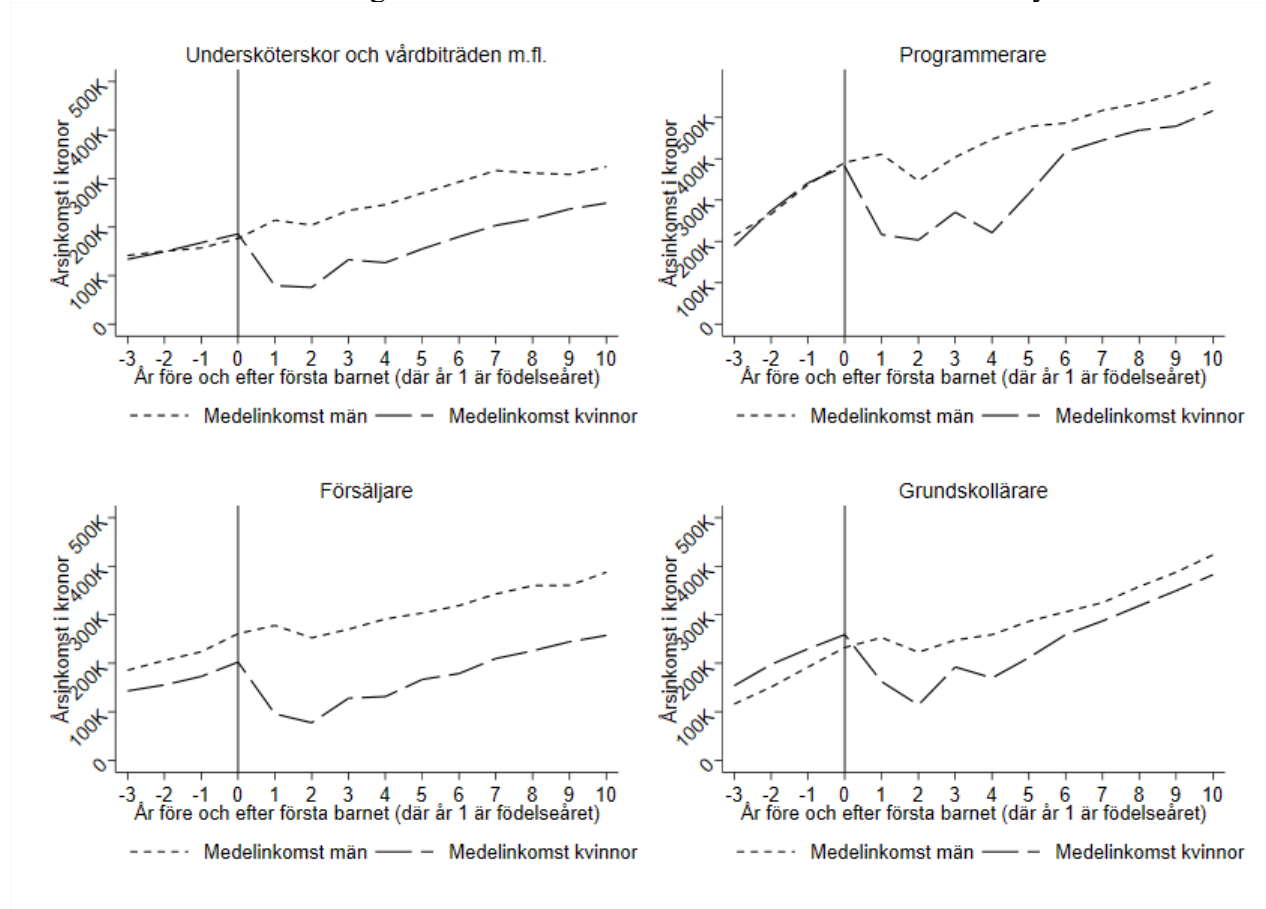 Undersköterskor och vårdbiträden m.fl.
Årsinkomst i kronor
500K
400K
300K
200K
100K
0
-3 -2 -1 0 1 2 3 4 5 6 7 8 9 10
År före och efter första barnet (där år 1 är födelseåret)
Medelinkomst män Medelinkomst kvinnor
Programmerare
Årsinkomst i kronor
500K
400K
300K
200K
100K
0
-3 -2 -1 0 1 2 3 4 5 6 7 8 9 10
År före och efter första barnet (där år 1 är födelseåret)
Medelinkomst män Medelinkomst kvinnor
Försäljare
Årsinkomst i kronor
500K
400K
300K
200K
100K
0
-3 -2 -1 0 1 2 3 4 5 6 7 8 9 10
År före och efter första barnet (där år 1 är födelseåret)
Medelinkomst män Medelinkomst kvinnor
Grundskollärare
Årsinkomst i kronor
500K
400K
300K
200K
100K
0
-3 -2 -1 0 1 2 3 4 5 6 7 8 9 10
År före och efter första barnet (där år 1 är födelseåret)
Medelinkomst män Medelinkomst kvinnor